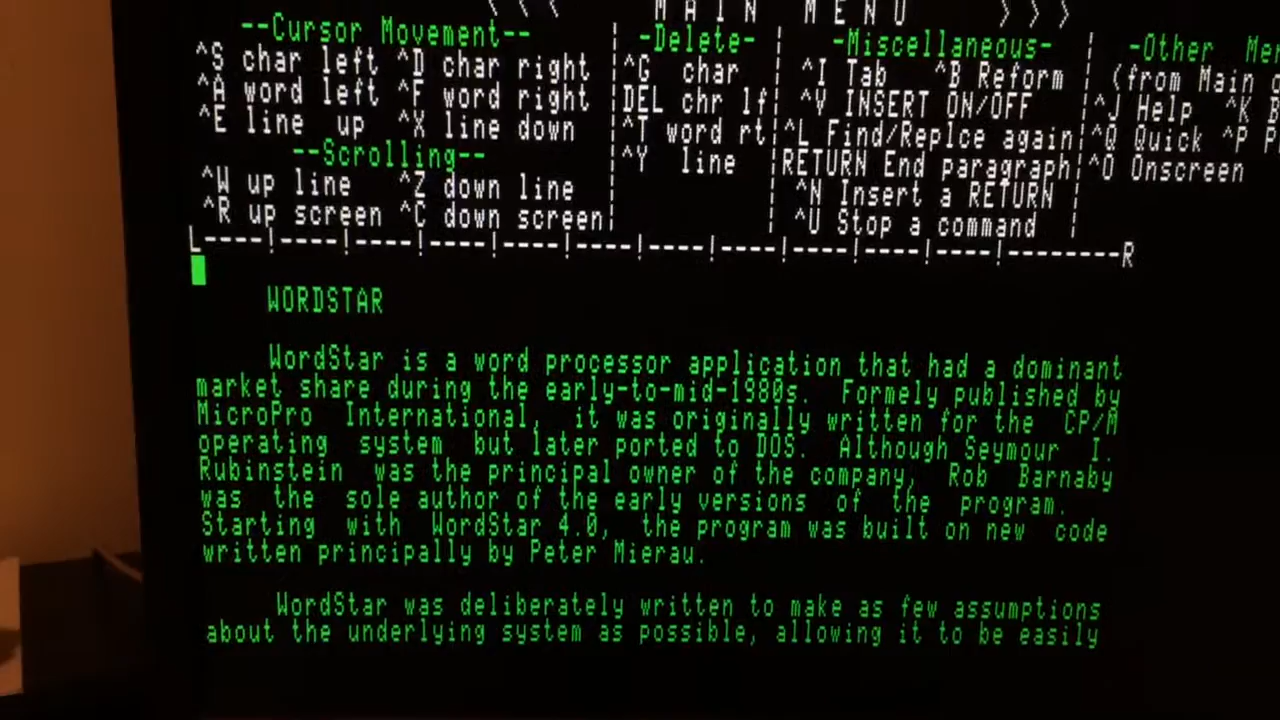 < < <   M A I N   M E N U   > > >
--Cursor Movement-- | -Delete- | -Miscellaneous- | -Other
^S char left ^D char right |^G char | ^I Tab ^B Reform | (from Main
^A word left ^F word right |DEL chr lf| ^V INSERT ON/OFF |^J Help ^K
^E line up ^X line down |^T word rt|^L Find/Replce again|^Q Quick ^P
--Scrolling-- |^Y line |RETURN End paragraph|^O Onscreen
^W up line ^Z down line | | ^N Insert a RETURN |
^R up screen ^C down screen| | ^U Stop a command |
L----!----!----!----!----!----!----!----!----!----!----!--------R
WORDSTAR
WordStar is a word processor application that had a dominant
market share during the early-to-mid-1980s. Formely published by
MicroPro International, it was originally written for the CP/M
operating system but later ported to DOS. Although Seymour I.
Rubinstein was the principal owner of the company, Rob Barnaby
was the sole author of the early versions of the program.
Starting with WordStar 4.0, the program was built on new code
written principally by Peter Mierau.
WordStar was deliberately written to make as few assumptions
about the underlying system as possible, allowing it to be easily